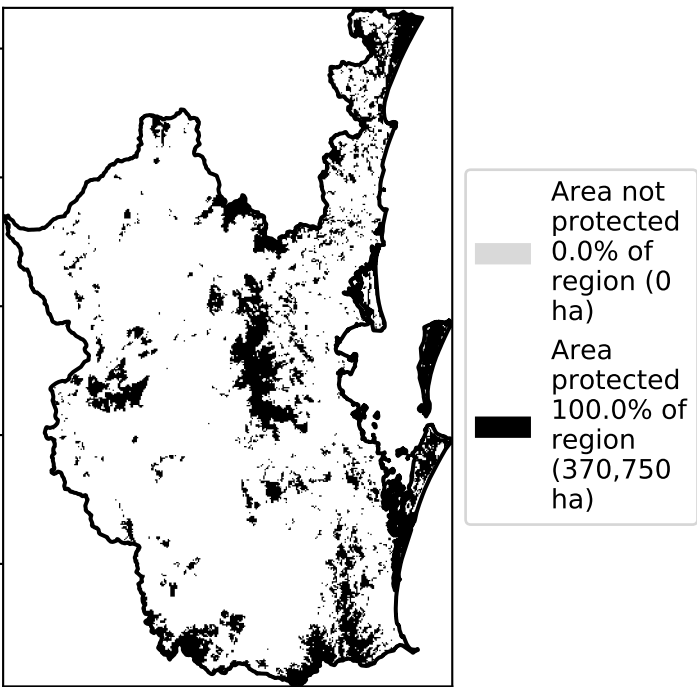 Area not
protected
0.0% of
region (0
ha)
Area
protected
100.0% of
region
(370,750
ha)